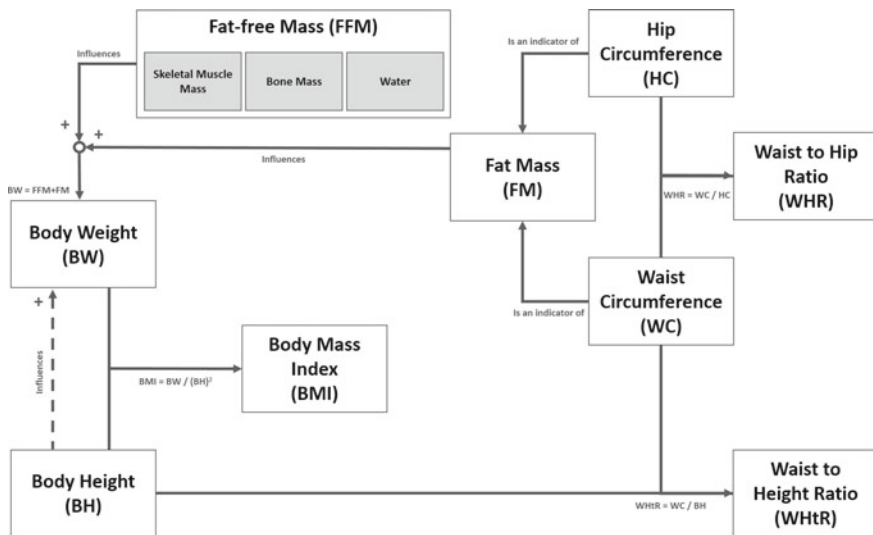 Fat-free Mass (FFM)
Skeletal Muscle
Mass
Bone Mass
Water
Influences
+
+
Influences
BW = FFM+FM
Body Weight
(BW)
+
Influences
Body Height
(BH)
BMI = BW / (BH)²
Body Mass
Index
(BMI)
Is an indicator of
Hip
Circumference
(HC)
Fat Mass
(FM)
Waist to Hip
Ratio
(WHR)
WHR = WC / HC
Waist
Circumference
(WC)
Is an indicator of
WHtR = WC / BH
Waist to
Height Ratio
(WHtR)